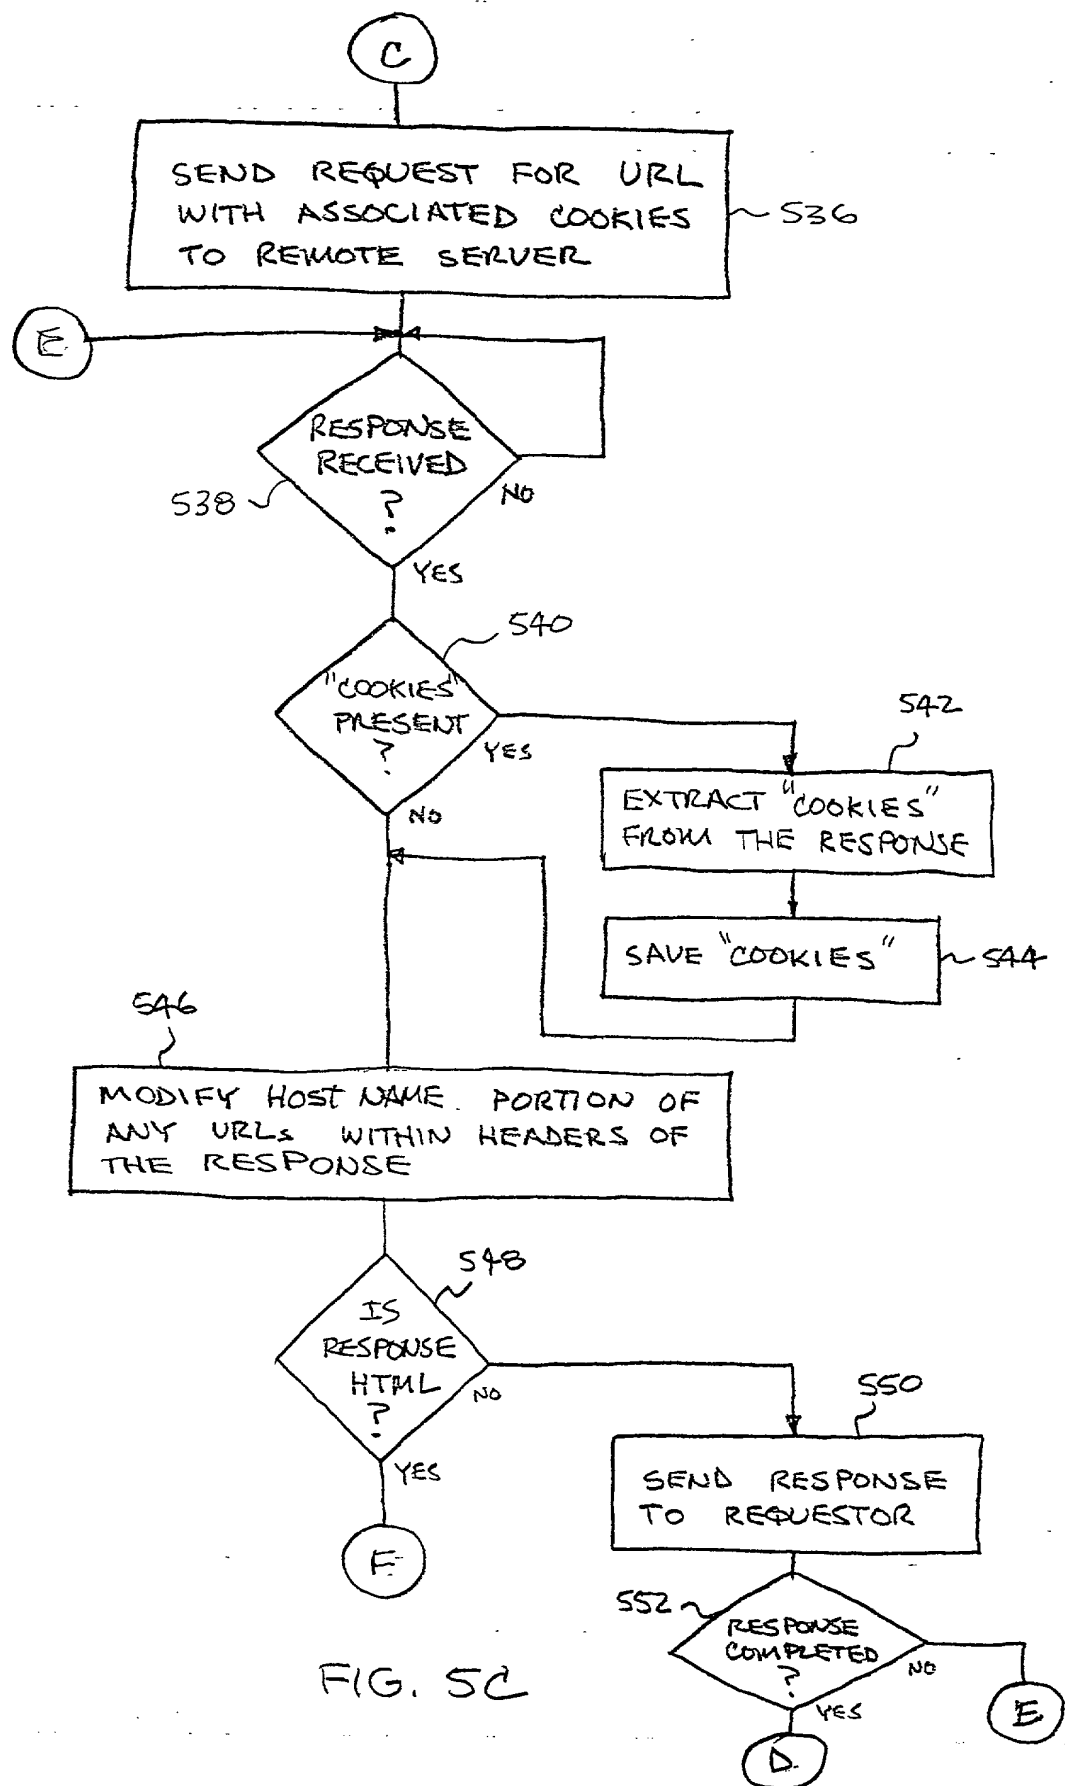 C
SEND REQUEST FOR URL
WITH ASSOCIATED COOKIES
TO REMOTE SERVER
536
E
RESPONSE
RECEIVED
?
538
NO
YES
540
"COOKIES"
PRESENT
?
YES
NO
542
EXTRACT "COOKIES"
FROM THE RESPONSE
SAVE "COOKIES"
544
546
MODIFY HOST NAME PORTION OF
ANY URLs WITHIN HEADERS OF
THE RESPONSE
548
IS
RESPONSE
HTML
?
NO
YES
F
550
SEND RESPONSE
TO REQUESTOR
552
RESPONSE
COMPLETED
?
NO
YES
E
D
FIG. 5C